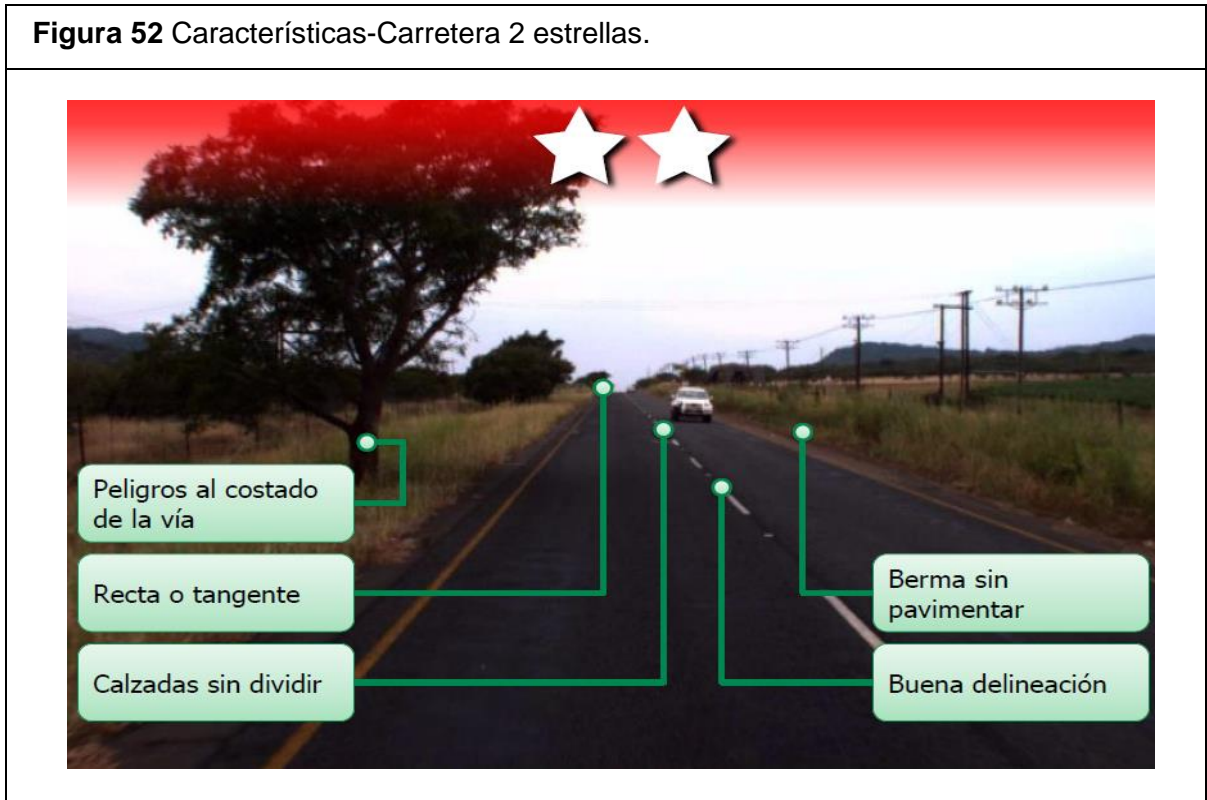 Figura 52 Características-Carretera 2 estrellas.
Peligros al costado
de la vía
Recta o tangente
Calzadas sin dividir
Berma sin
pavimentar
Buena delineación